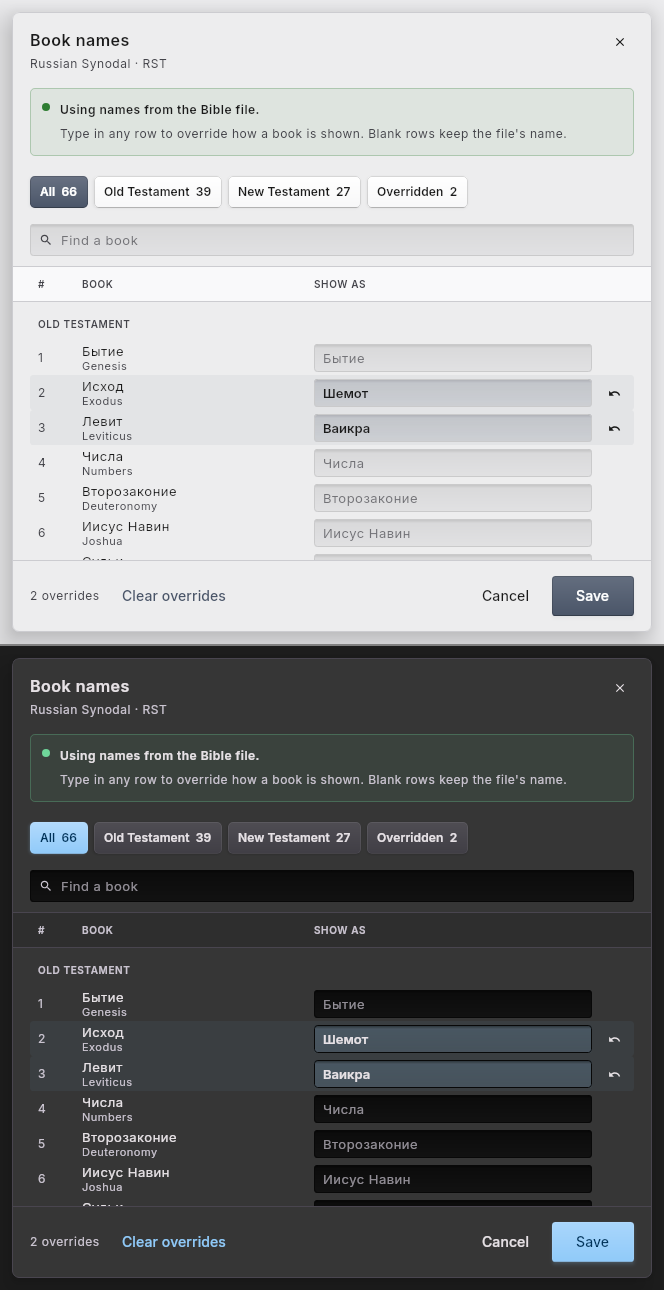 Book names
×
Russian Synodal · RST
Using names from the Bible file.
Type in any row to override how a book is shown. Blank rows keep the file's name.
All 66 Old Testament 39 New Testament 27 Overridden 2
Find a book
# BOOK SHOW AS
OLD TESTAMENT
1 Бытие Бытие
Genesis
2 Исход Шемот
Exodus
3 Левит Ваикра
Leviticus
4 Числа Числа
Numbers
5 Второзаконие Второзаконие
Deuteronomy
6 Иисус Навин Иисус Навин
Joshua
2 overrides Clear overrides Cancel Save
Book names
×
Russian Synodal · RST
Using names from the Bible file.
Type in any row to override how a book is shown. Blank rows keep the file's name.
All 66 Old Testament 39 New Testament 27 Overridden 2
Find a book
# BOOK SHOW AS
OLD TESTAMENT
1 Бытие Бытие
Genesis
2 Исход Шемот
Exodus
3 Левит Ваикра
Leviticus
4 Числа Числа
Numbers
5 Второзаконие Второзаконие
Deuteronomy
6 Иисус Навин Иисус Навин
Joshua
2 overrides Clear overrides Cancel Save